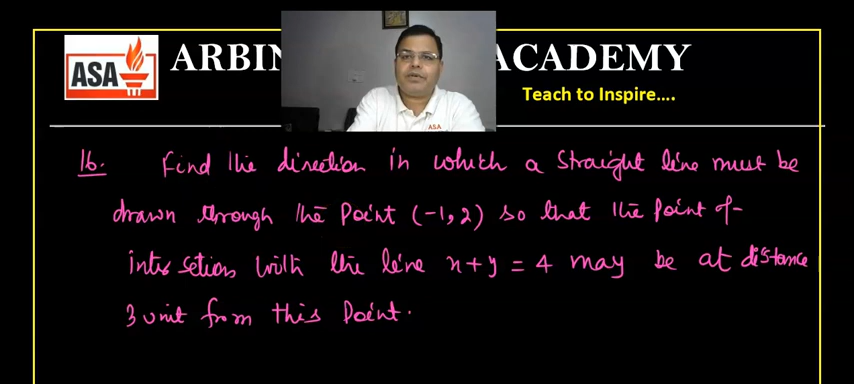 ASA ARBIN ACADEMY
Teach to Inspire....
ASA
16. Find the direction in which a straight line must be
drawn through the point (-1, 2) so that the point of
intersetion with the line x+y = 4 may be at distance
3 unit from this point.